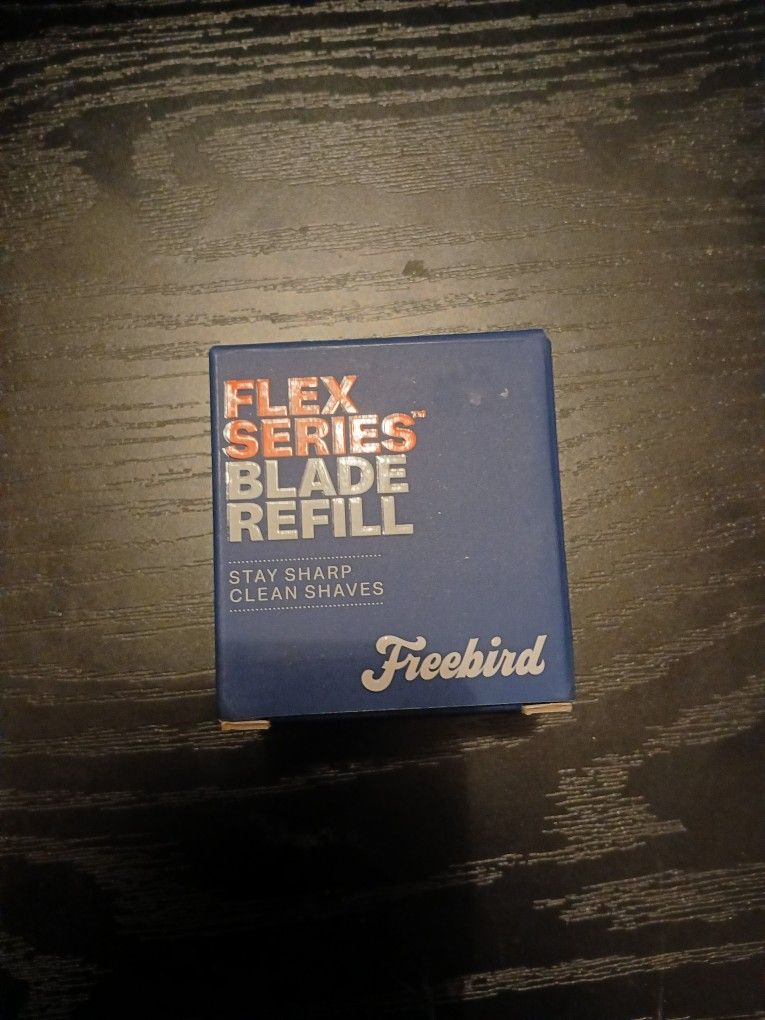 FLEX
SERIES™
BLADE
REFILL
STAY SHARP
CLEAN SHAVES
Freebird